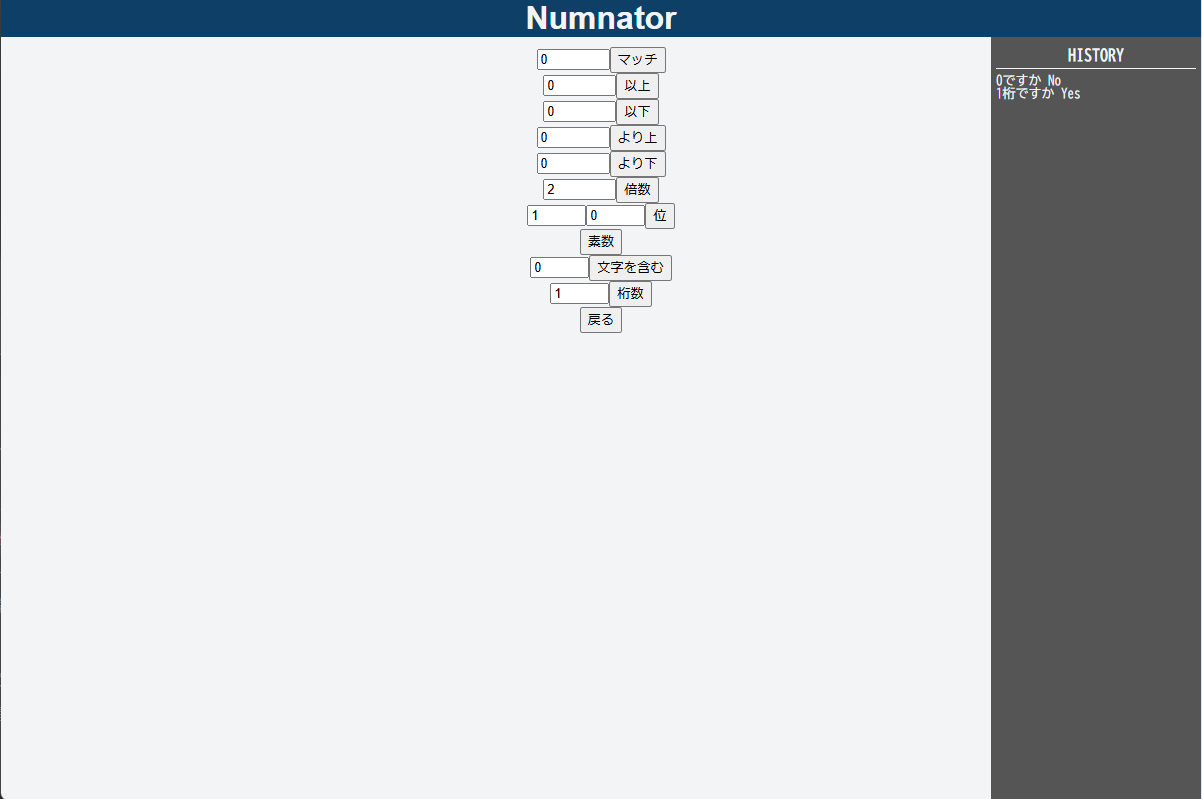 Numnator
0 マッチ
0 以上
0 以下
0 より上
0 より下
2 倍数
1 0 位
素数
0 文字を含む
1 桁数
戻る
HISTORY
0ですか No
1桁ですか Yes